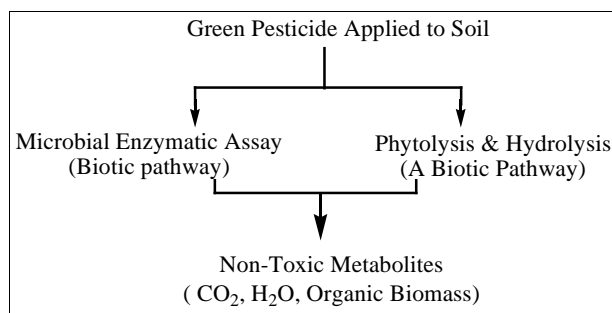 Green Pesticide Applied to Soil
Microbial Enzymatic Assay
(Biotic pathway)
Phytolysis & Hydrolysis
(A Biotic Pathway)
Non-Toxic Metabolites
( CO₂, H₂O, Organic Biomass)